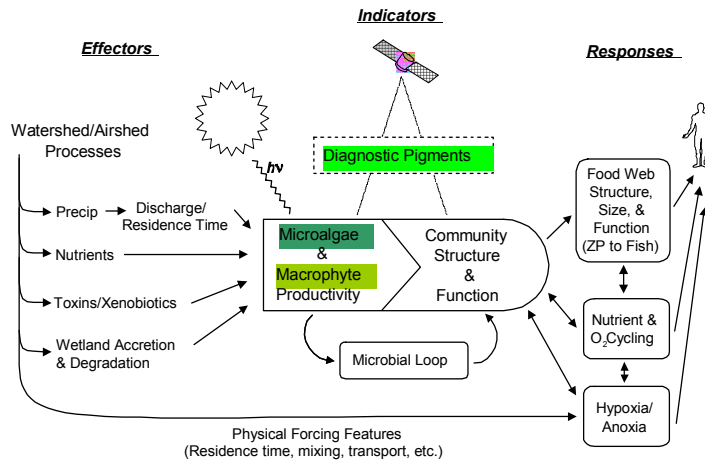 Indicators
Effectors
Responses
Watershed/Airshed
Processes
hν
Diagnostic Pigments
Precip
Discharge/
Residence Time
Nutrients
Toxins/Xenobiotics
Wetland Accretion
& Degradation
Microalgae
&
Macrophyte
Productivity
Community
Structure
&
Function
Microbial Loop
Food Web
Structure,
Size, &
Function
(ZP to Fish)
Nutrient &
O₂Cycling
Hypoxia/
Anoxia
Physical Forcing Features
(Residence time, mixing, transport, etc.)